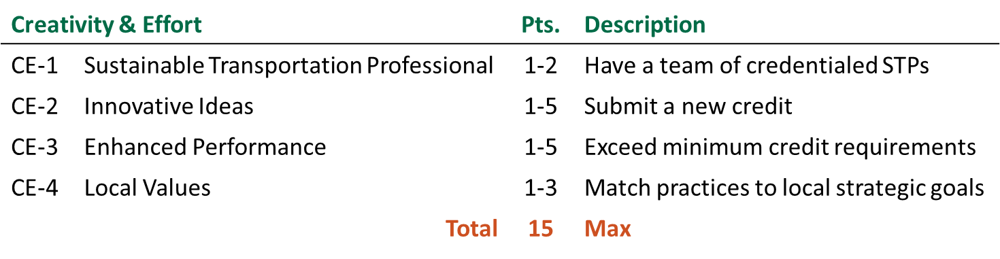 Creativity & Effort Pts. Description
CE-1 Sustainable Transportation Professional 1-2 Have a team of credentialed STPs
CE-2 Innovative Ideas 1-5 Submit a new credit
CE-3 Enhanced Performance 1-5 Exceed minimum credit requirements
CE-4 Local Values 1-3 Match practices to local strategic goals
Total 15 Max